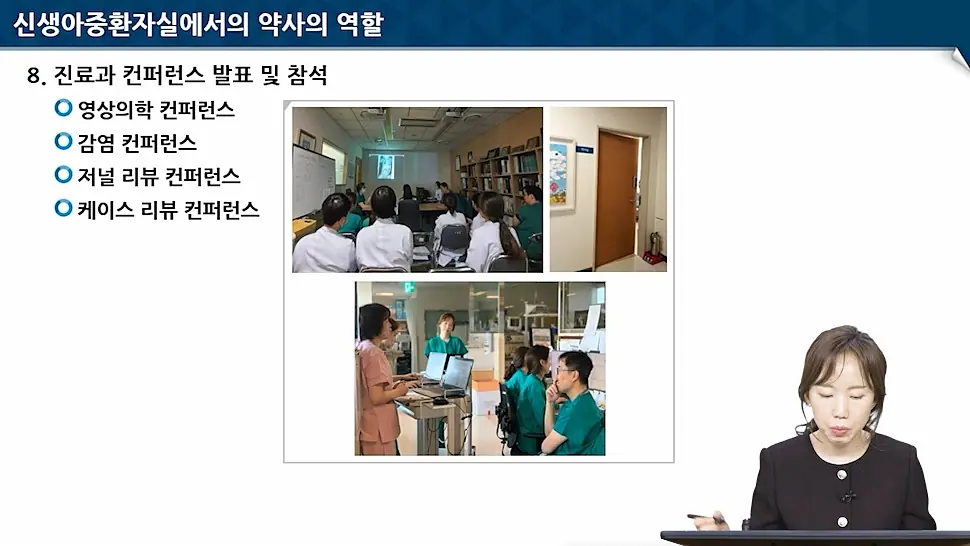 신생아중환자실에서의 약사의 역할
8. 진료과 컨퍼런스 발표 및 참석
영상의학 컨퍼런스
감염 컨퍼런스
저널 리뷰 컨퍼런스
케이스 리뷰 컨퍼런스